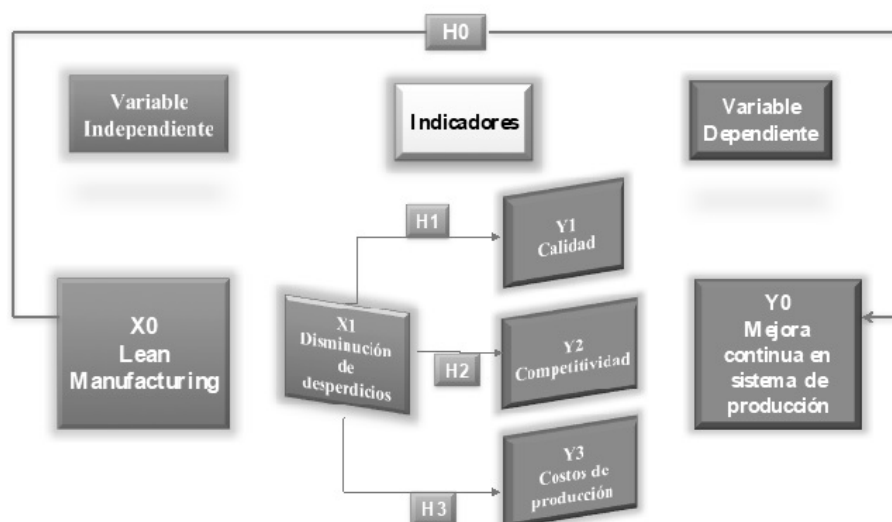 H0
Variable
Independiente
Indicadores
Variable
Dependiente
H1
Y1
Calidad
X0
Lean
Manufacturing
X1
Disminución
de
desperdicios
H2
Y2
Competitividad
Y0
Mejora
continua en
sistema de
producción
H3
Y3
Costos de
producción